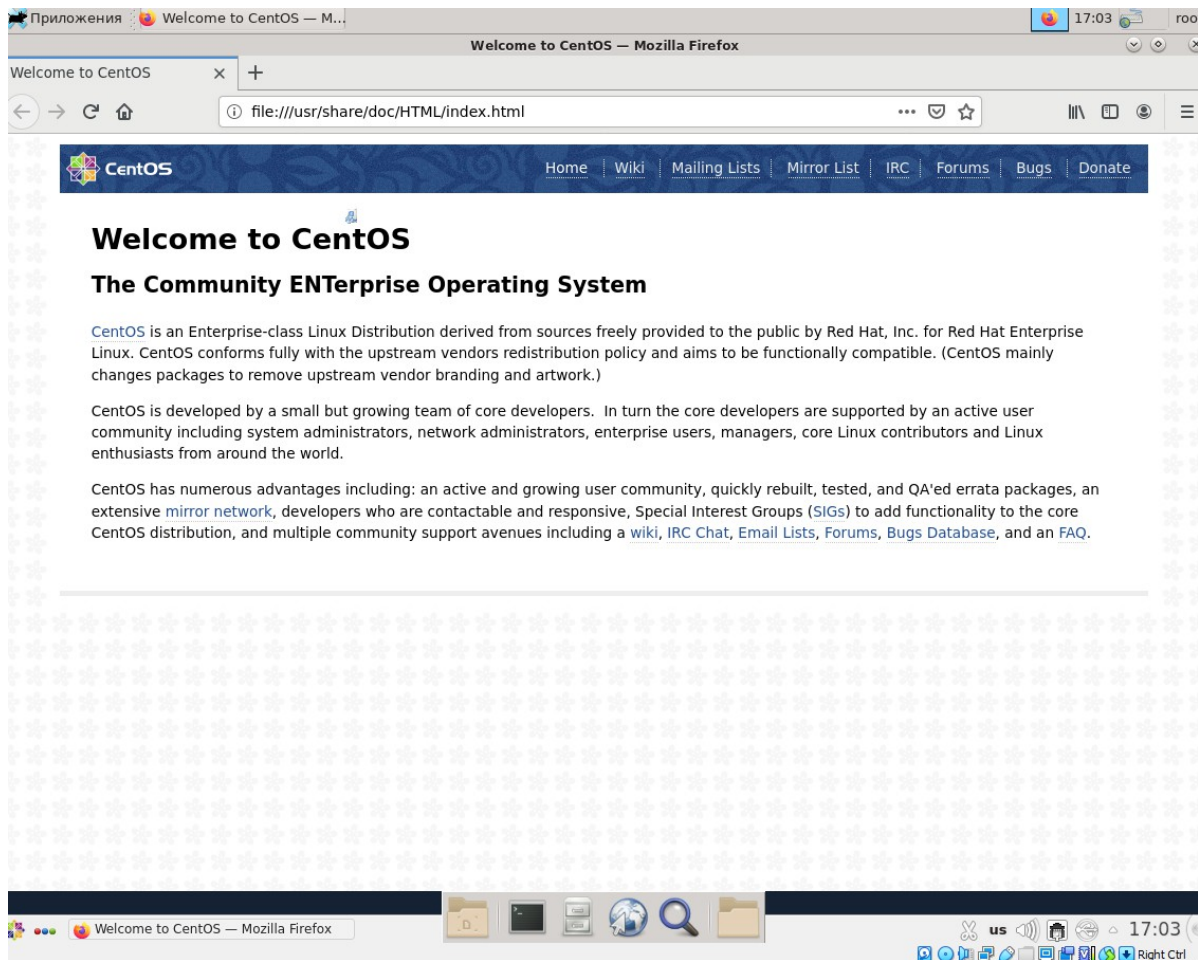 Приложения Welcome to CentOS — M... 17:03 roo
Welcome to CentOS — Mozilla Firefox
Welcome to CentOS
file:///usr/share/doc/HTML/index.html
CentOS Home Wiki Mailing Lists Mirror List IRC Forums Bugs Donate
Welcome to CentOS
The Community ENTerprise Operating System
CentOS is an Enterprise-class Linux Distribution derived from sources freely provided to the public by Red Hat, Inc. for Red Hat Enterprise
Linux. CentOS conforms fully with the upstream vendors redistribution policy and aims to be functionally compatible. (CentOS mainly
changes packages to remove upstream vendor branding and artwork.)
CentOS is developed by a small but growing team of core developers.  In turn the core developers are supported by an active user
community including system administrators, network administrators, enterprise users, managers, core Linux contributors and Linux
enthusiasts from around the world.
CentOS has numerous advantages including: an active and growing user community, quickly rebuilt, tested, and QA'ed errata packages, an
extensive mirror network, developers who are contactable and responsive, Special Interest Groups (SIGs) to add functionality to the core
CentOS distribution, and multiple community support avenues including a wiki, IRC Chat, Email Lists, Forums, Bugs Database, and an FAQ.
Welcome to CentOS — Mozilla Firefox us 17:03
Right Ctrl